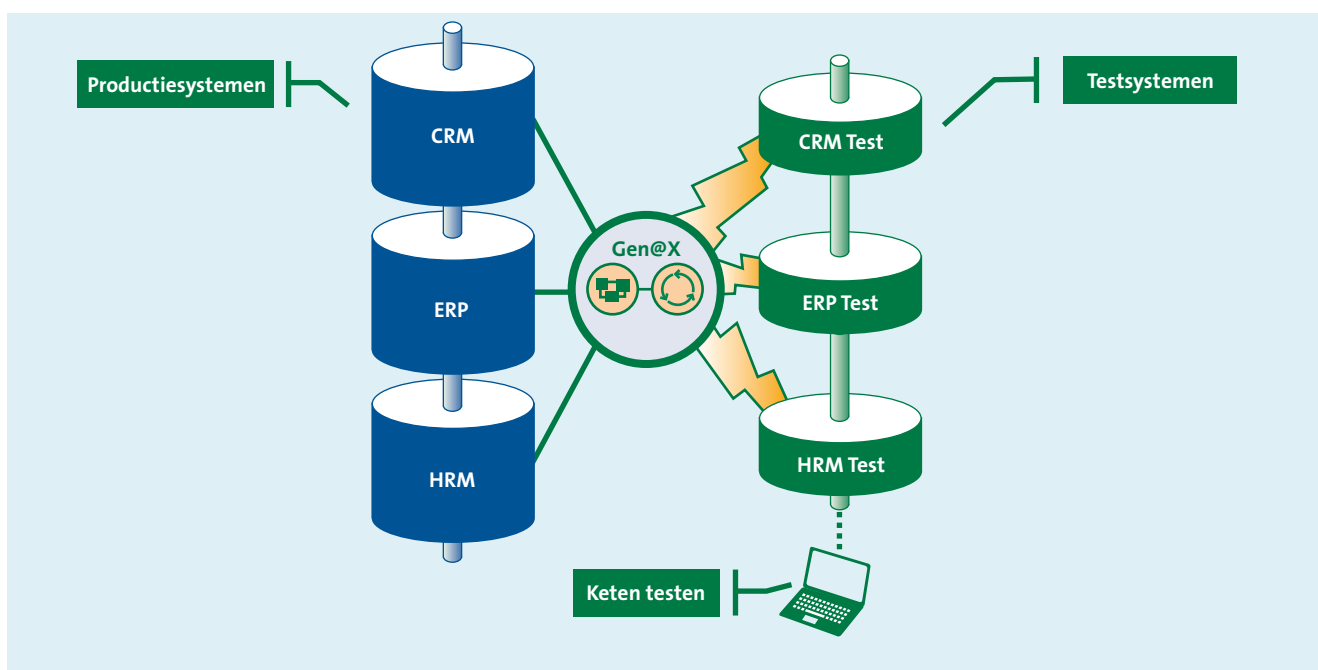 Productiesystemen
CRM
ERP
HRM
Gen@X
CRM Test
ERP Test
HRM Test
Testsystemen
Keten testen